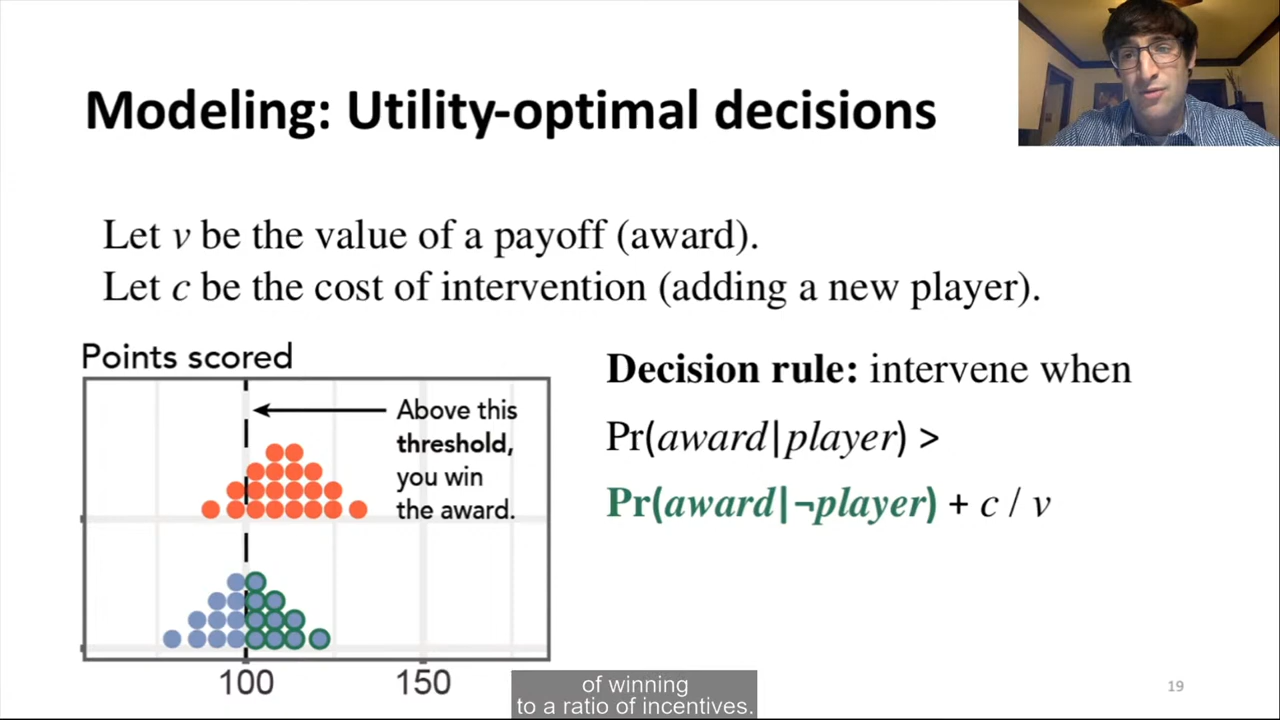 Modeling: Utility-optimal decisions
Let v be the value of a payoff (award).
Let c be the cost of intervention (adding a new player).
Points scored
Above this
threshold,
you win
the award.
100
150
Decision rule: intervene when
Pr(award|player) >
Pr(award|¬player) + c / v
of winning
to a ratio of incentives.
19